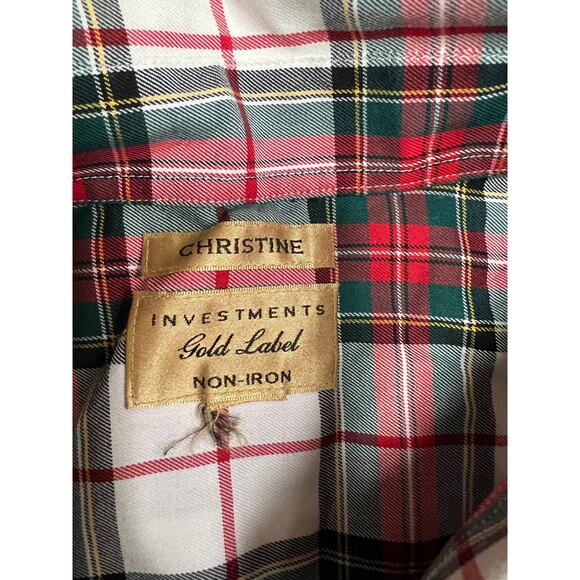 CHRISTINE
INVESTMENTS
Gold Label
NON-IRON